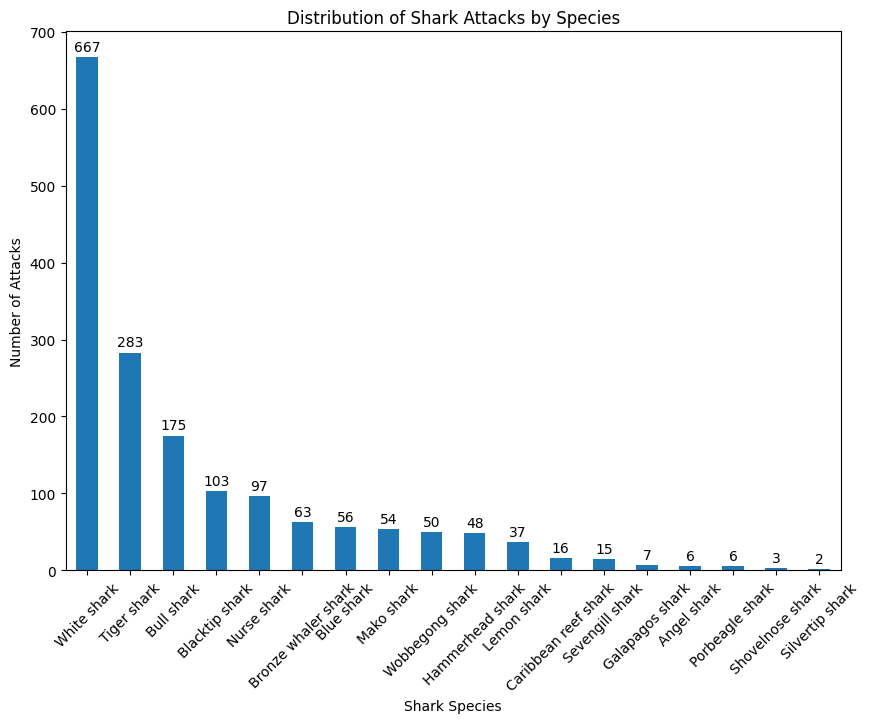 Distribution of Shark Attacks by Species
Number of Attacks
700
600
500
400
300
200
100
0
667
283
175
103
97
63
56
54
50
48
37
16
15
7
6
6
3
2
White shark
Tiger shark
Bull shark
Blacktip shark
Nurse shark
Bronze whaler shark
Blue shark
Mako shark
Wobbegong shark
Hammerhead shark
Lemon shark
Caribbean reef shark
Sevengill shark
Galapagos shark
Angel shark
Porbeagle shark
Shovelnose shark
Silvertip shark
Shark Species